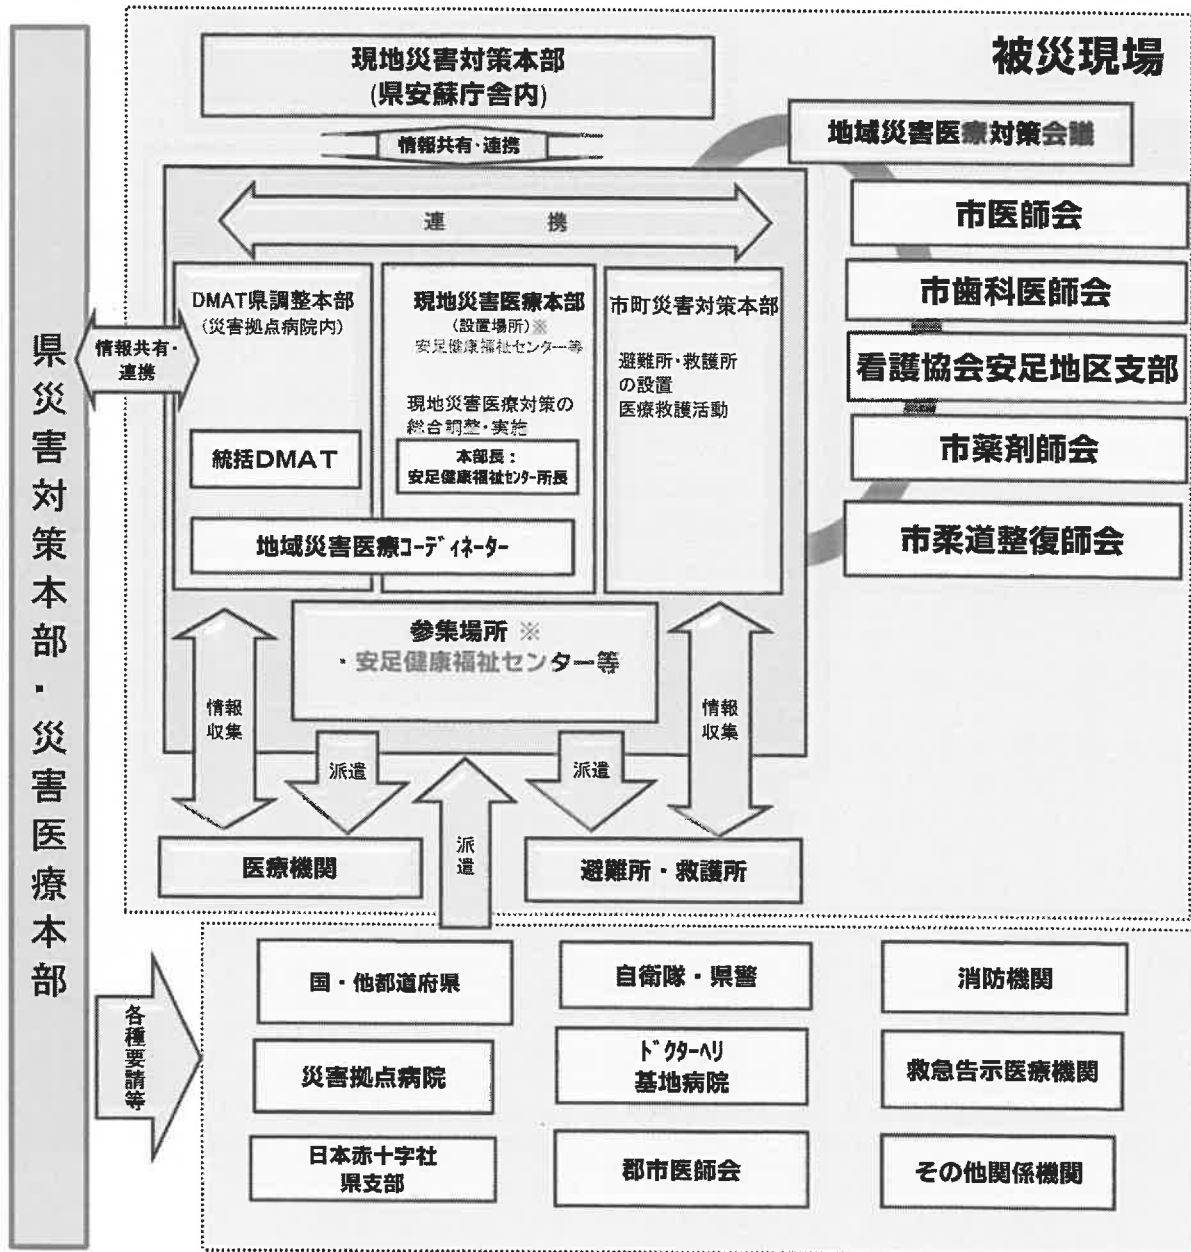 県災害対策本部・災害医療本部
被災現場
現地災害対策本部
(県安蘇庁舎内)
情報共有・連携
地域災害医療対策会議
市医師会
市歯科医師会
看護協会安足地区支部
市薬剤師会
市柔道整復師会
連　　　携
情報共有・
連携
DMAT県調整本部
(災害拠点病院内)
統括DMAT
現地災害医療本部
(設置場所)※
安足健康福祉センター等
現地災害医療対策の
総合調整・実施
本部長：
安足健康福祉ｾﾝﾀｰ所長
市町災害対策本部
避難所・救護所
の設置
医療救護活動
地域災害医療ｺｰﾃﾞｨﾈｰﾀｰ
参集場所 ※
・安足健康福祉センター等
情報
収集
派遣
派遣
情報
収集
医療機関
派遣
避難所・救護所
各種要請等
国・他都道府県
自衛隊・県警
消防機関
災害拠点病院
ﾄﾞｸﾀｰﾍﾘ
基地病院
救急告示医療機関
日本赤十字社
県支部
郡市医師会
その他関係機関